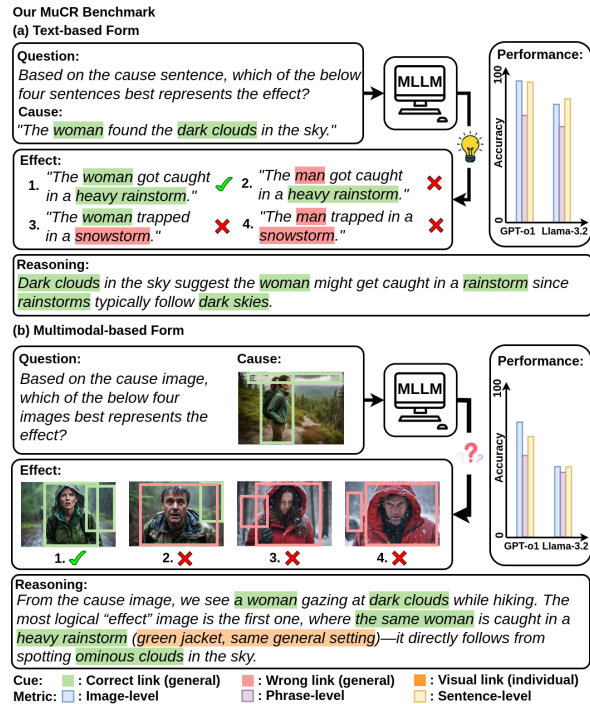 Our MuCR Benchmark
(a) Text-based Form
Question:
Based on the cause sentence, which of the below
four sentences best represents the effect?
Cause:
"The woman found the dark clouds in the sky."
MLLM
Performance:
100
Accuracy
0
GPT-o1 Llama-3.2
Effect:
1. "The woman got caught
in a heavy rainstorm."
2. "The man got caught
in a heavy rainstorm."
3. "The woman trapped
in a snowstorm."
4. "The man trapped in a
snowstorm."
Reasoning:
Dark clouds in the sky suggest the woman might get caught in a rainstorm since
rainstorms typically follow dark skies.
(b) Multimodal-based Form
Question:
Based on the cause image,
which of the below four
images best represents the
effect?
Cause:
MLLM
???
Performance:
100
Accuracy
0
GPT-o1 Llama-3.2
Effect:
1. 2. 3. 4.
Reasoning:
From the cause image, we see a woman gazing at dark clouds while hiking. The
most logical “effect” image is the first one, where the same woman is caught in a
heavy rainstorm (green jacket, same general setting)—it directly follows from
spotting ominous clouds in the sky.
Cue: : Correct link (general) : Wrong link (general) : Visual link (individual)
Metric: : Image-level : Phrase-level : Sentence-level